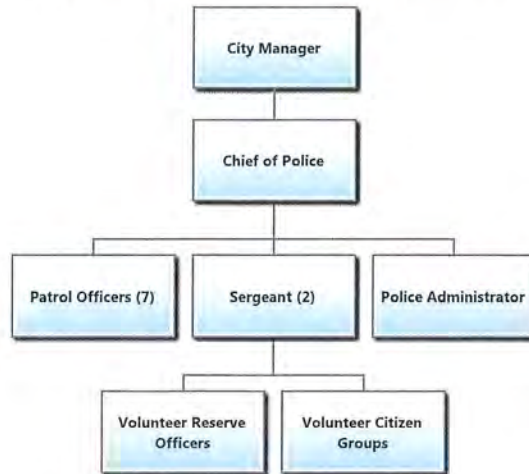 City Manager
Chief of Police
Patrol Officers (7)
Sergeant (2)
Police Administrator
Volunteer Reserve
Officers
Volunteer Citizen
Groups